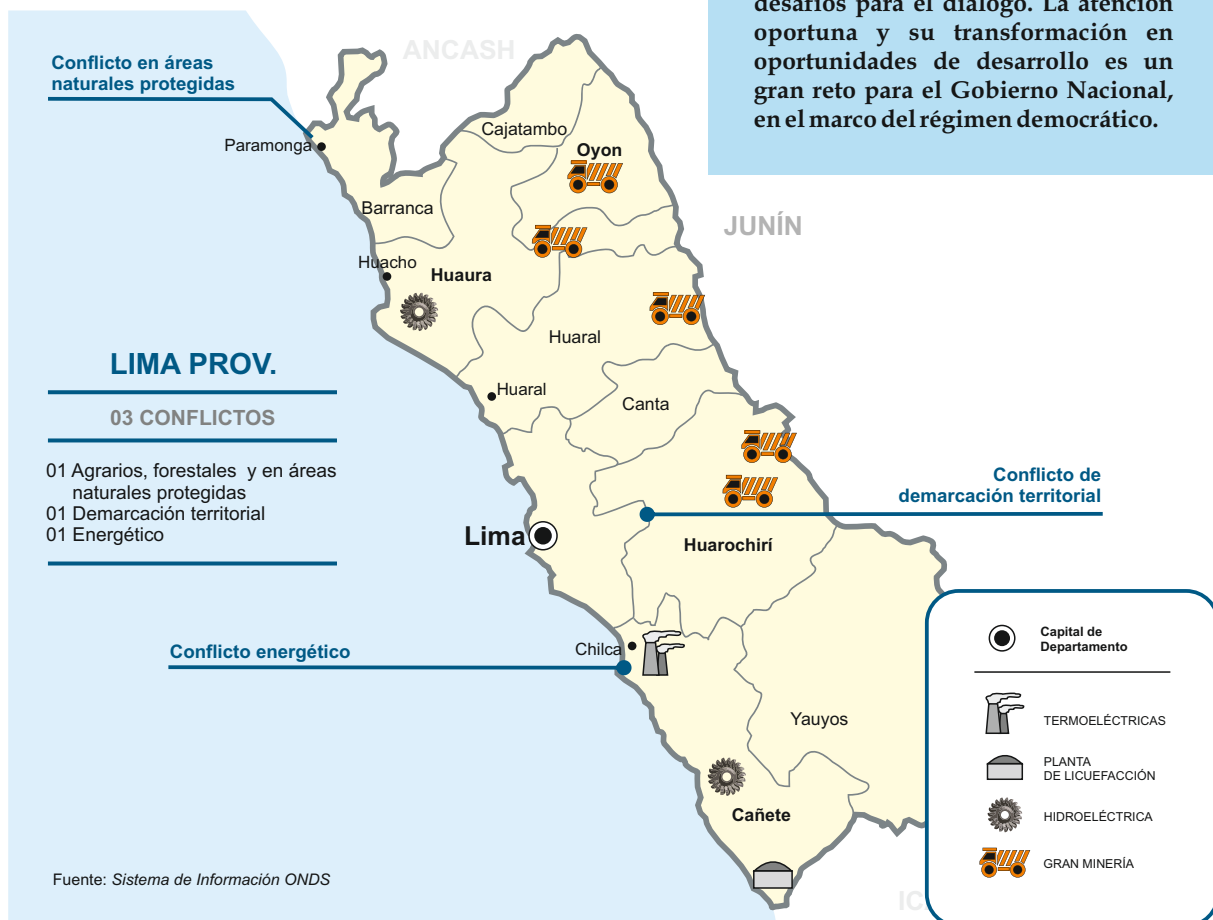 desafíos para el diálogo. La atención
oportuna y su transformación en
oportunidades de desarrollo es un
gran reto para el Gobierno Nacional,
en el marco del régimen democrático.
ANCASH
Conflicto en áreas
naturales protegidas
Paramonga
Cajatambo
Oyon
Barranca
JUNÍN
Huacho
Huaura
Huaral
LIMA PROV.
03 CONFLICTOS
01 Agrarios, forestales y en áreas
naturales protegidas
01 Demarcación territorial
01 Energético
Huaral
Canta
Conflicto de
demarcación territorial
Lima
Huarochirí
Conflicto energético
Chilca
Yauyos
Cañete
Capital de
Departamento
TERMOELÉCTRICAS
PLANTA
DE LICUEFACCIÓN
HIDROELÉCTRICA
GRAN MINERÍA
Fuente: Sistema de Información ONDS